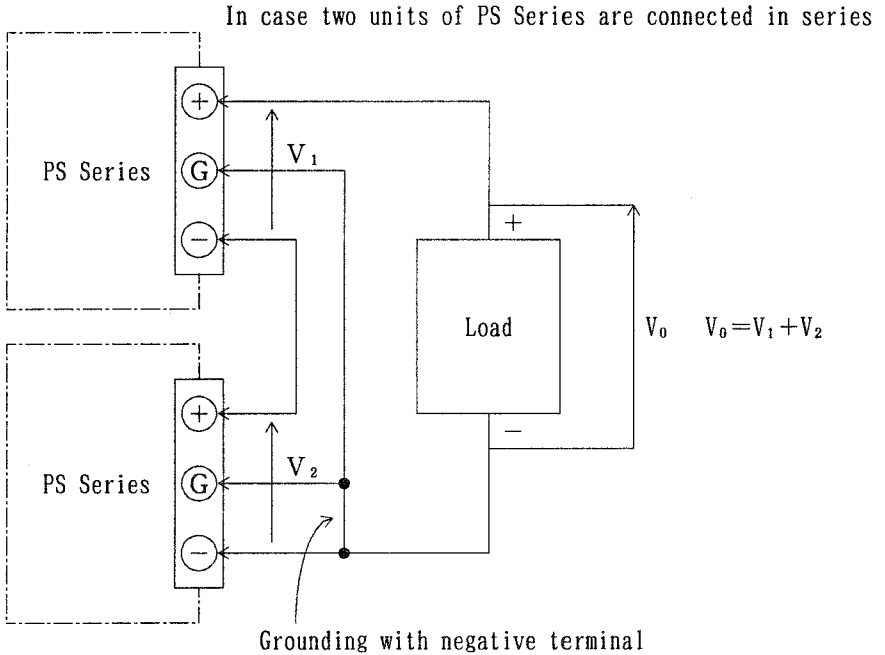 In case two units of PS Series are connected in series
+
V₁
PS Series
G
−
+
Load
V₀ V₀=V₁+V₂
−
+
V₂
PS Series
G
−
Grounding with negative terminal